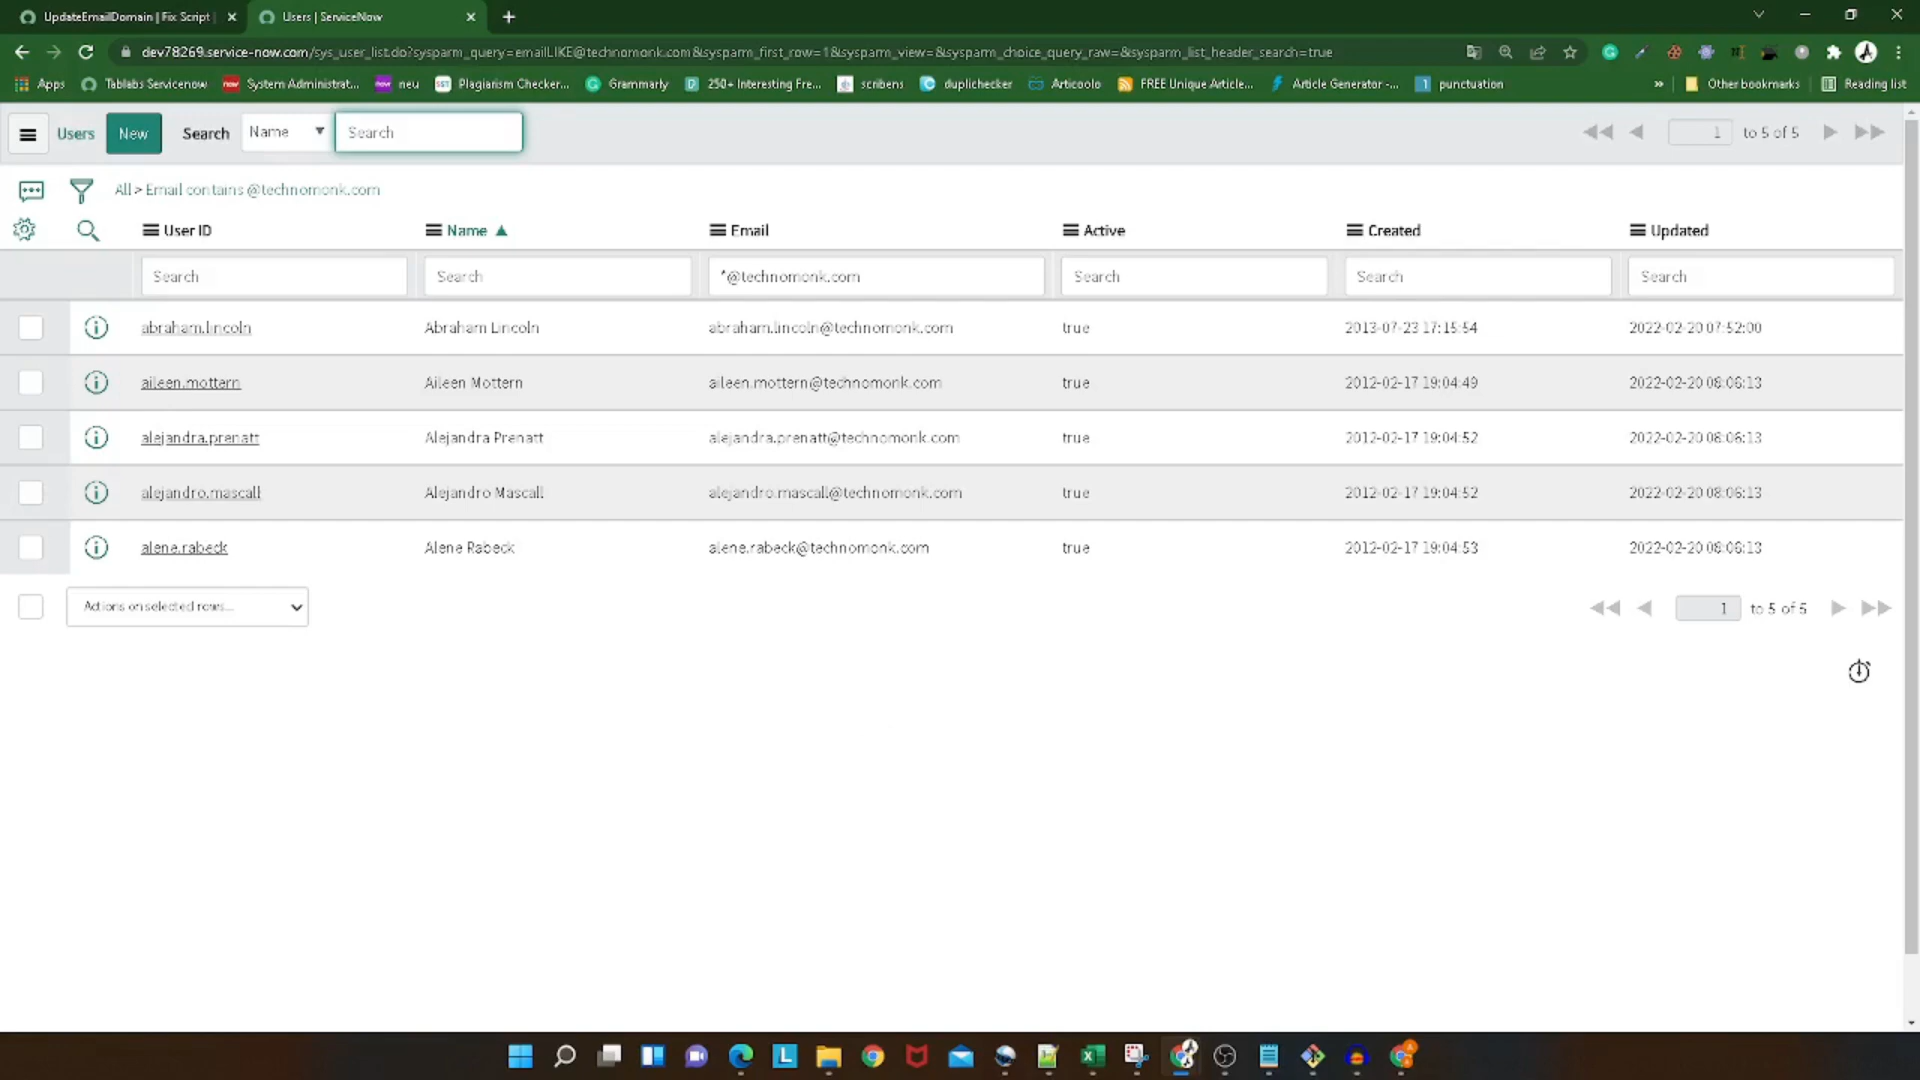 UpdateEmailDomain | Fix Script |
Users | ServiceNow
dev78269.service-now.com/sys_user_list.do?sysparm_query=emailLIKE@technomonk.com&sysparm_first_row=1&sysparm_view=&sysparm_choice_query_raw=&sysparm_list_header_search=true
Apps Tablabs Servicenow System Administrat... neu Plagiarism Checker... Grammarly 250+ Interesting Fre... scribens duplichecker Articoolo FREE Unique Article... Article Generator -... punctuation » Other bookmarks Reading list
Users New Search Name Search 1 to 5 of 5
All > Email contains @technomonk.com
User ID Name Email Active Created Updated
Search Search *@technomonk.com Search Search Search
abraham.lincoln Abraham Lincoln abraham.lincoln@technomonk.com true 2013-07-23 17:15:54 2022-02-20 07:52:00
aileen.mottern Aileen Mottern aileen.mottern@technomonk.com true 2012-02-17 19:04:49 2022-02-20 08:06:13
alejandra.prenatt Alejandra Prenatt alejandra.prenatt@technomonk.com true 2012-02-17 19:04:52 2022-02-20 08:06:13
alejandro.mascall Alejandro Mascall alejandro.mascall@technomonk.com true 2012-02-17 19:04:52 2022-02-20 08:06:13
alene.rabeck Alene Rabeck alene.rabeck@technomonk.com true 2012-02-17 19:04:53 2022-02-20 08:06:13
Actions on selected rows... 1 to 5 of 5